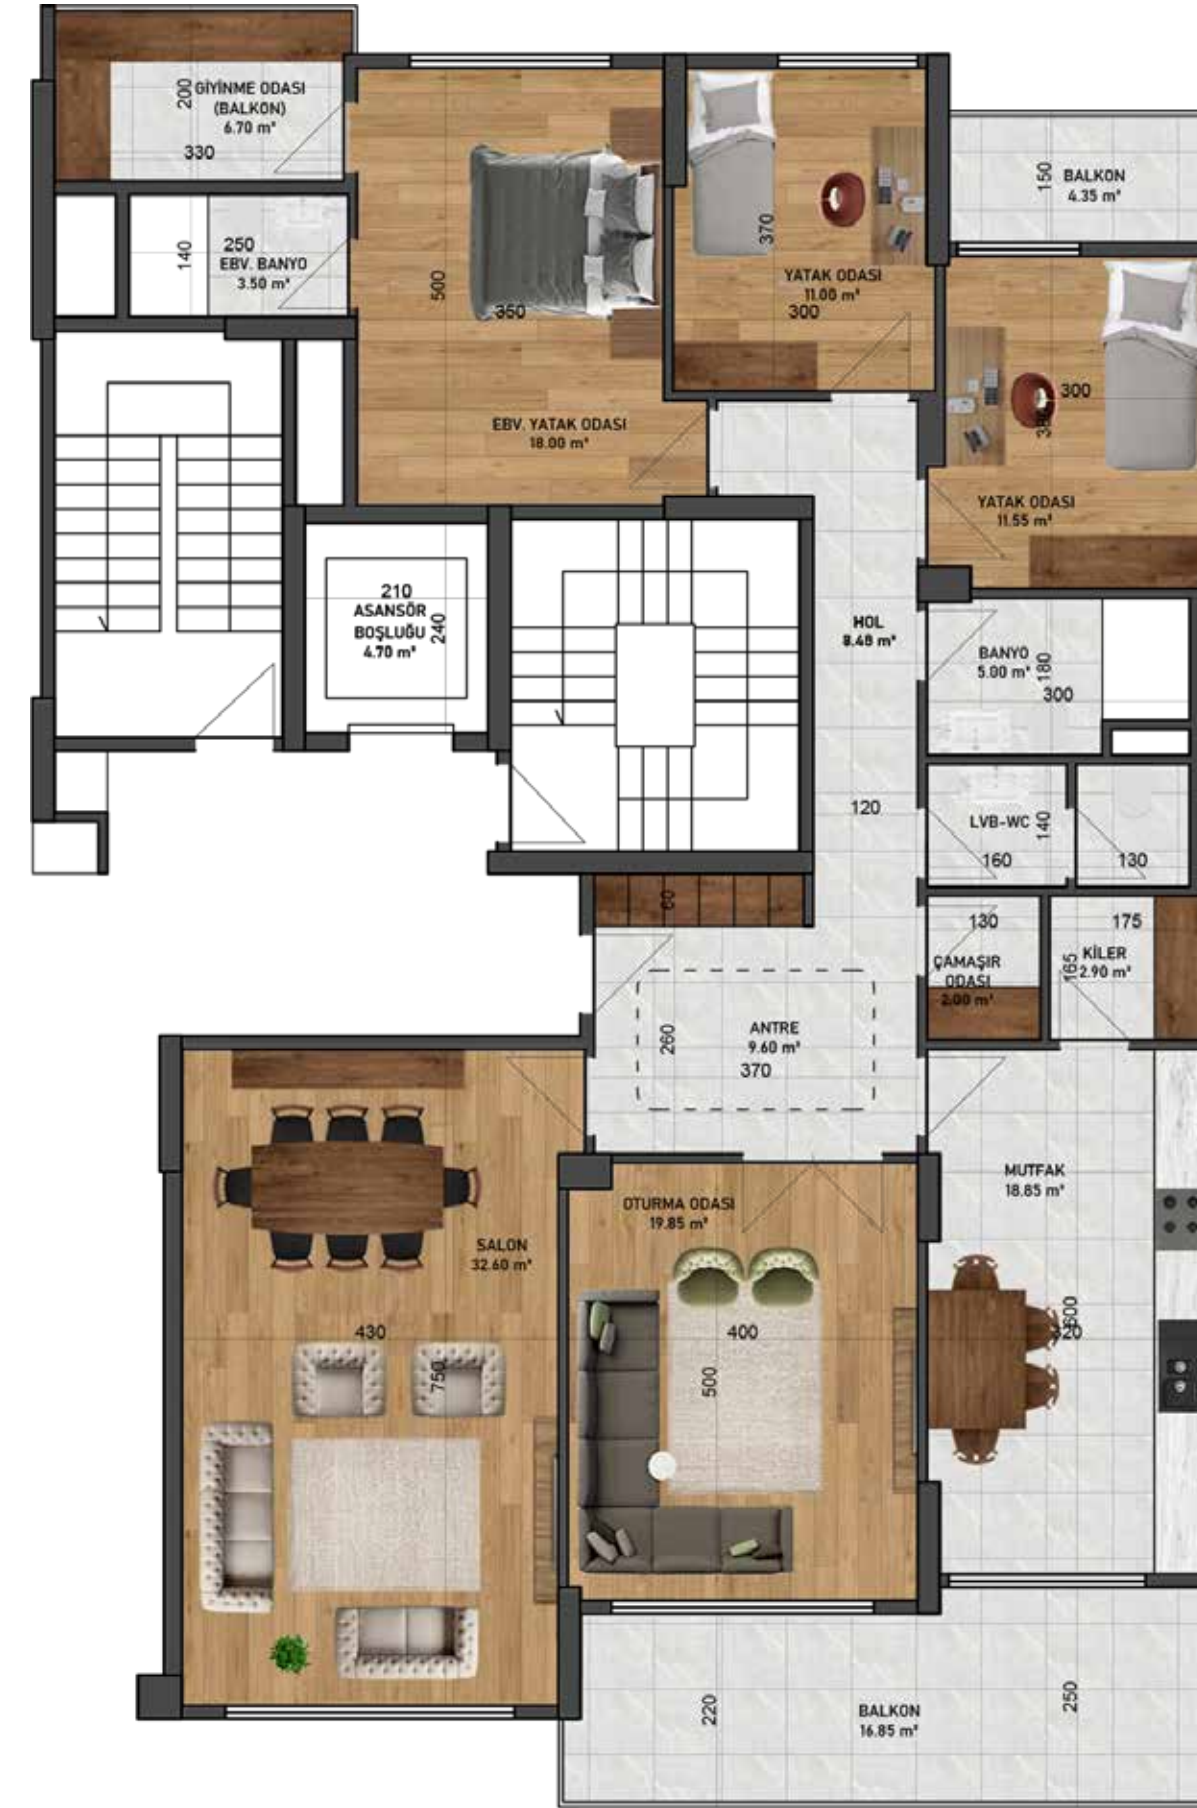 GİYİNME ODASI
(BALKON)
6.70 m²
200
330
250
EBV. BANYO
3.50 m²
140
500
350
EBV. YATAK ODASI
18.00 m²
370
YATAK ODASI
11.00 m²
300
150
BALKON
4.35 m²
300
380
YATAK ODASI
11.55 m²
210
ASANSÖR
BOŞLUĞU
4.70 m²
240
HOL
8.40 m²
BANYO
5.00 m²
180
300
120
LVB-WC
140
160
130
60
130
ÇAMAŞIR
ODASI
2.00 m²
175
KİLER
2.90 m²
165
ANTRE
9.60 m²
260
370
MUTFAK
18.85 m²
600
320
OTURMA ODASI
19.85 m²
400
500
SALON
32.60 m²
430
750
220
BALKON
16.85 m²
250